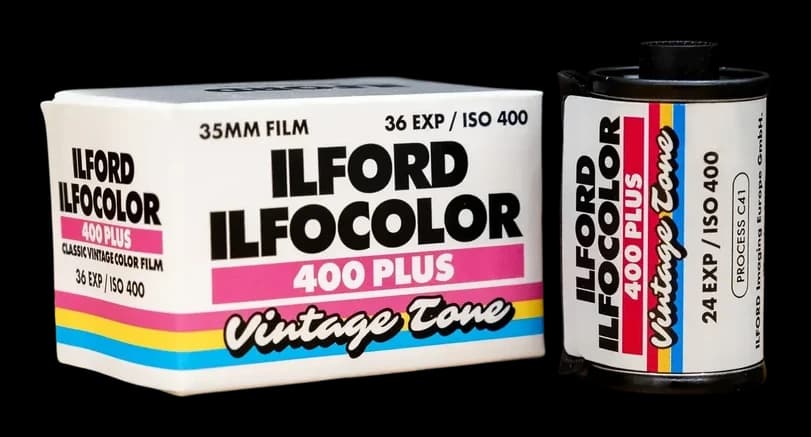 ILFORD
ILFOCOLOR
400 PLUS
CLASSIC VINTAGE COLOR FILM
36 EXP / ISO 400
35MM FILM
36 EXP / ISO 400
ILFORD
ILFOCOLOR
400 PLUS
Vintage Tone
ILFORD
ILFOCOLOR
400 PLUS
Vintage Tone
24 EXP / ISO 400
PROCESS C41
ILFORD Imaging Europe GmbH.